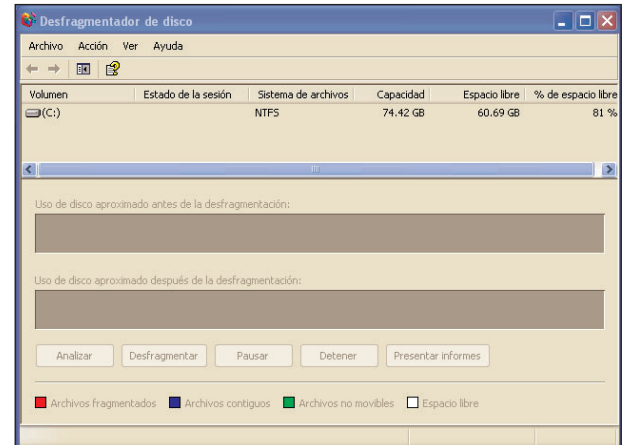 Desfragmentador de disco
Archivo Acción Ver Ayuda
Volumen Estado de la sesión Sistema de archivos Capacidad Espacio libre % de espacio libre
(C:) NTFS 74.42 GB 60.69 GB 81 %
Uso de disco aproximado antes de la desfragmentación:
Uso de disco aproximado después de la desfragmentación:
Analizar Desfragmentar Pausar Detener Presentar informes
Archivos fragmentados Archivos contiguos Archivos no movibles Espacio libre